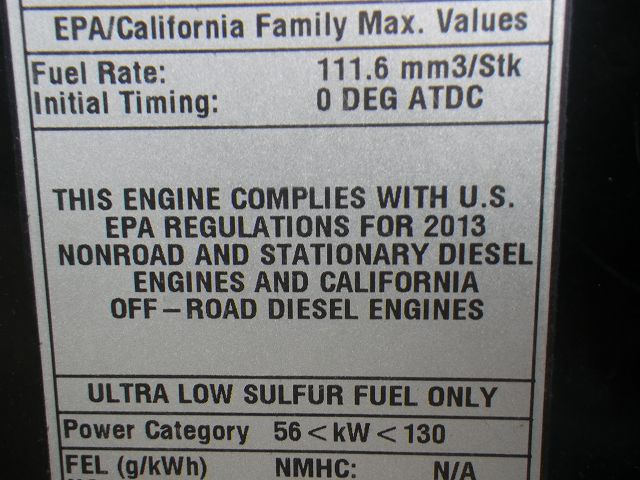 EPA/California Family Max. Values
Fuel Rate: 111.6 mm3/Stk
Initial Timing: 0 DEG ATDC
THIS ENGINE COMPLIES WITH U.S.
EPA REGULATIONS FOR 2013
NONROAD AND STATIONARY DIESEL
ENGINES AND CALIFORNIA
OFF–ROAD DIESEL ENGINES
ULTRA LOW SULFUR FUEL ONLY
Power Category 56<kW<130
FEL (g/kWh) NMHC: N/A